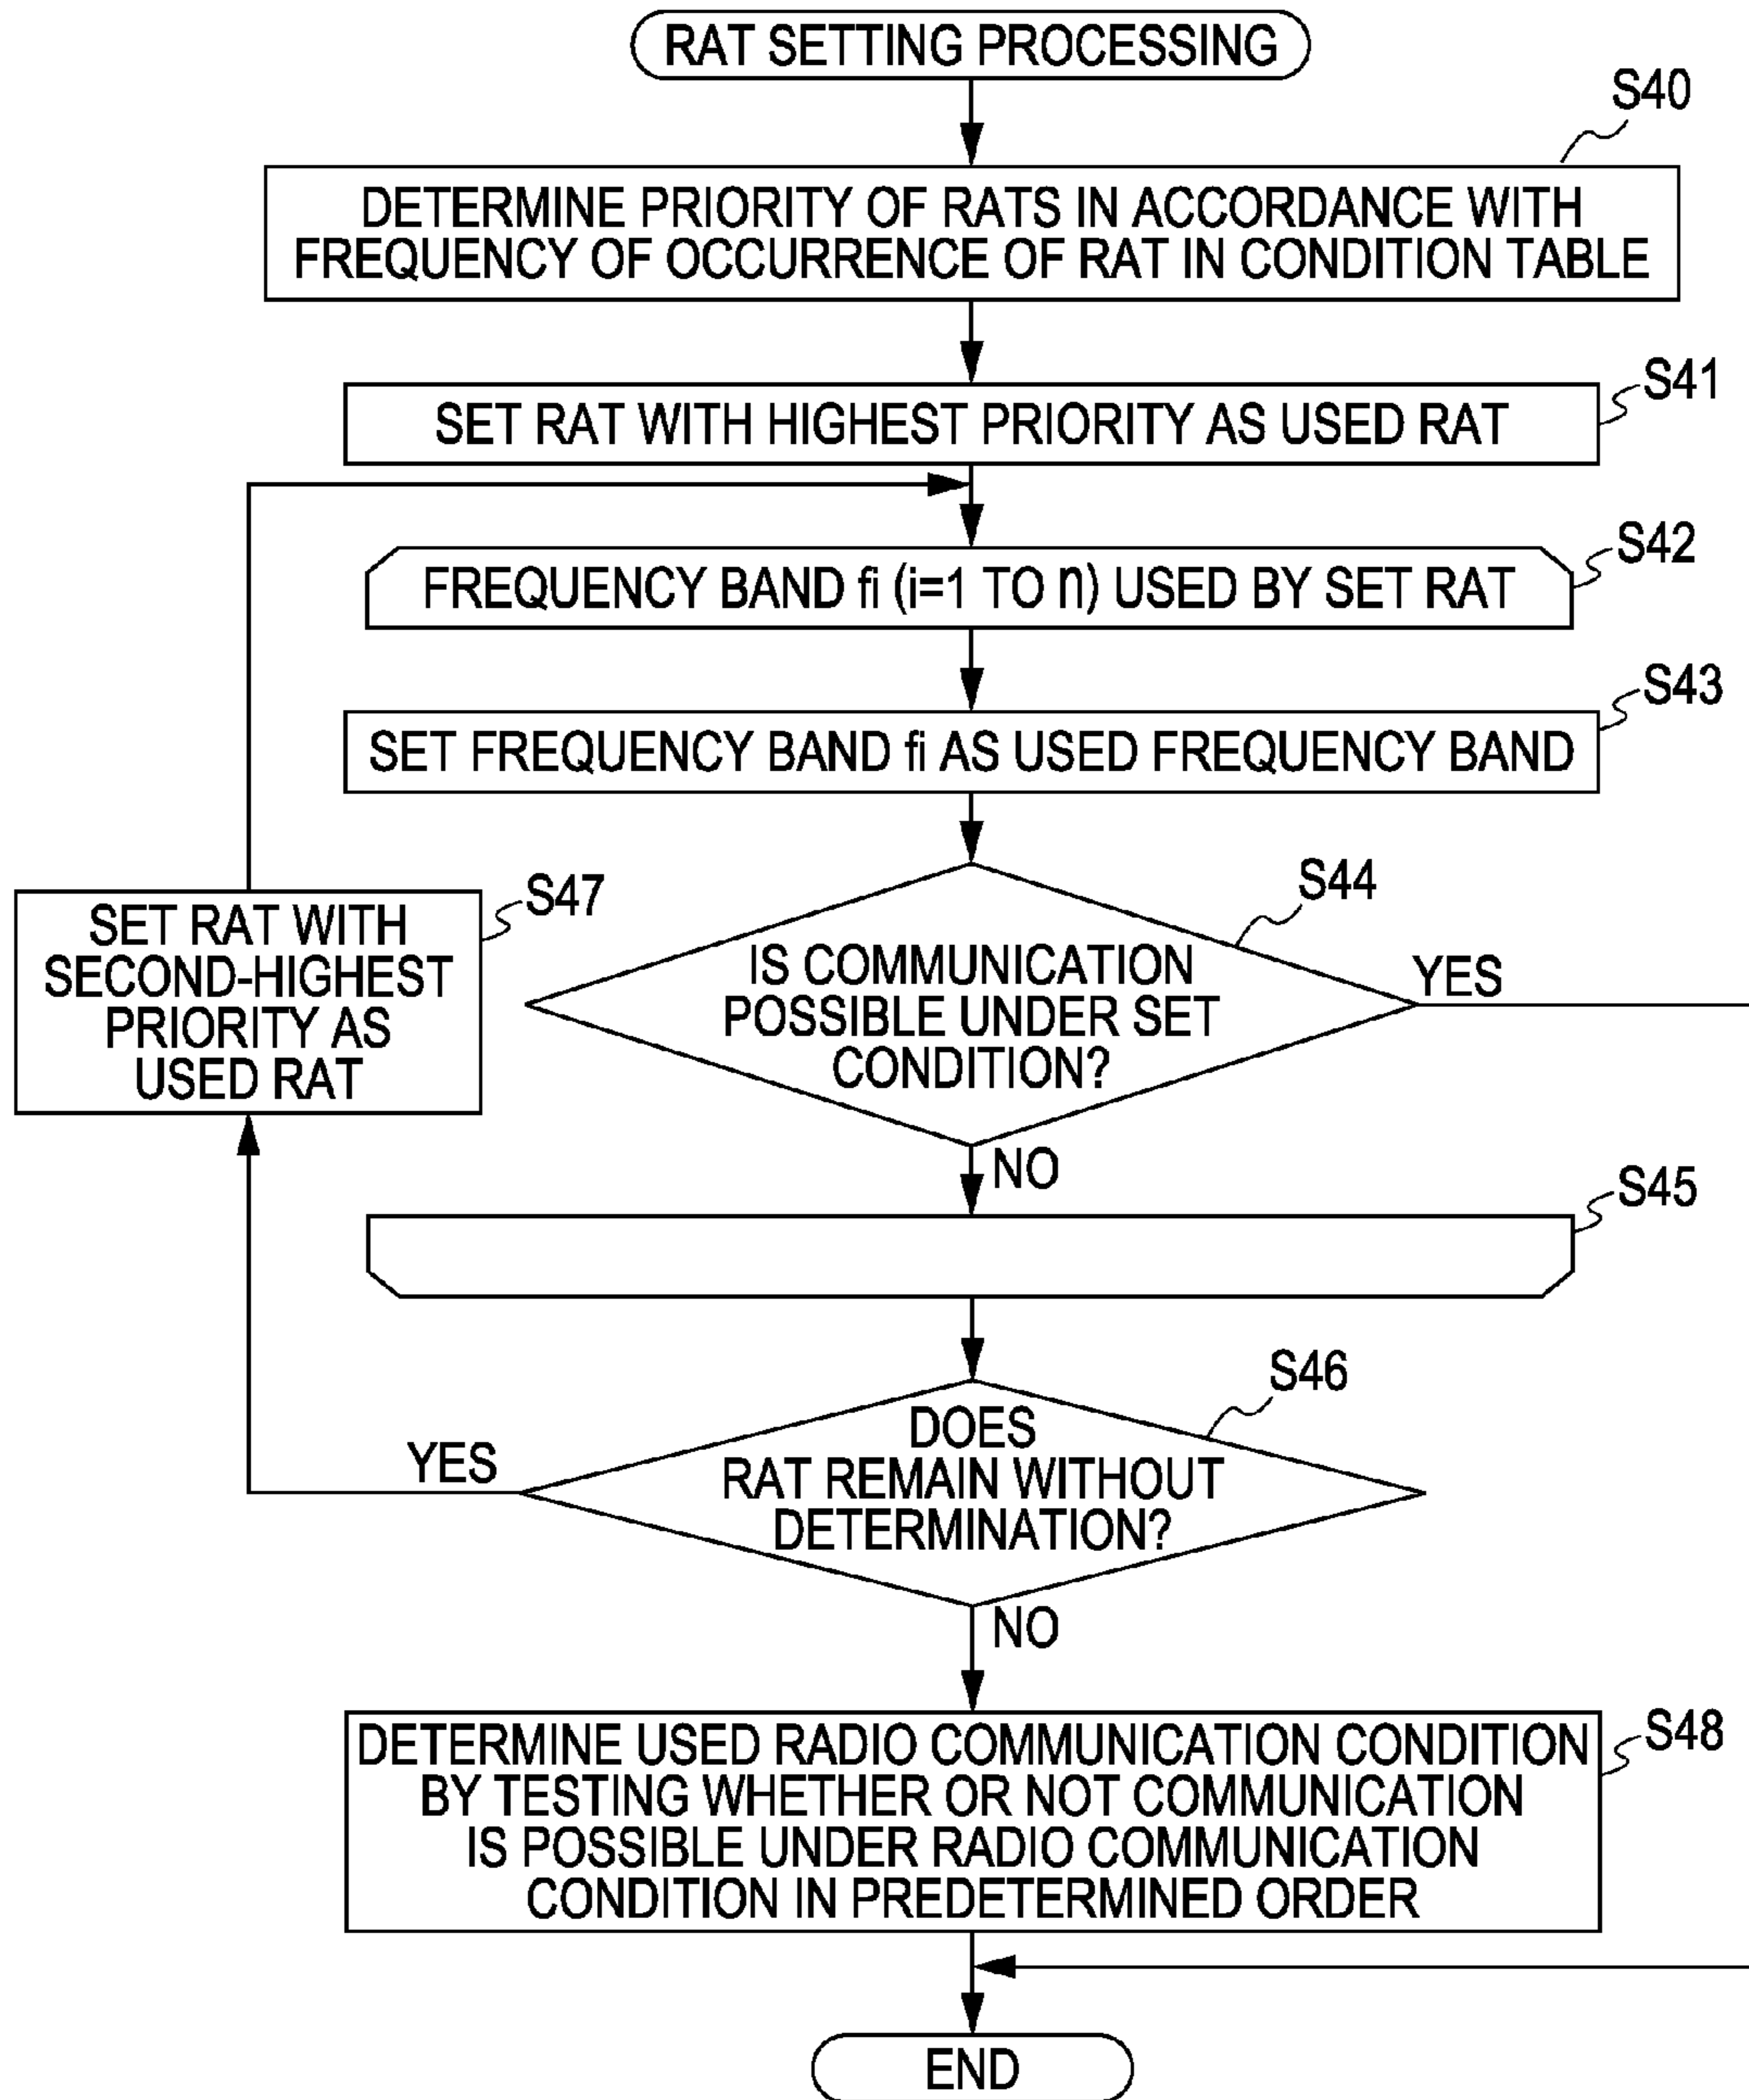 RAT SETTING PROCESSING
S40
DETERMINE PRIORITY OF RATS IN ACCORDANCE WITH
FREQUENCY OF OCCURRENCE OF RAT IN CONDITION TABLE
S41
SET RAT WITH HIGHEST PRIORITY AS USED RAT
S42
FREQUENCY BAND fi (i=1 TO n) USED BY SET RAT
S43
SET FREQUENCY BAND fi AS USED FREQUENCY BAND
S47
SET RAT WITH
SECOND-HIGHEST
PRIORITY AS
USED RAT
S44
IS COMMUNICATION
POSSIBLE UNDER SET
CONDITION?
YES
NO
S45
S46
DOES
RAT REMAIN WITHOUT
DETERMINATION?
YES
NO
S48
DETERMINE USED RADIO COMMUNICATION CONDITION
BY TESTING WHETHER OR NOT COMMUNICATION
IS POSSIBLE UNDER RADIO COMMUNICATION
CONDITION IN PREDETERMINED ORDER
END